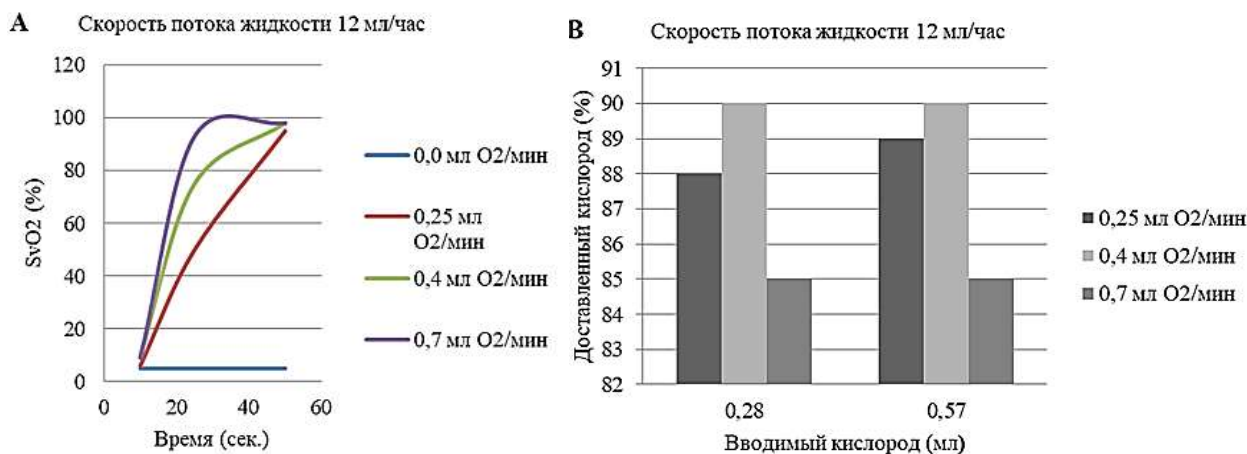 A
Скорость потока жидкости 12 мл/час
120
100
80
60
40
20
0
SvO2 (%)
0
20
40
60
Время (сек.)
0,0 мл O2/мин
0,25 мл
O2/мин
0,4 мл O2/мин
0,7 мл O2/мин
B
Скорость потока жидкости 12 мл/час
91
90
89
88
87
86
85
84
83
82
Доставленный кислород (%)
0,28
0,57
Вводимый кислород (мл)
0,25 мл O2/мин
0,4 мл O2/мин
0,7 мл O2/мин